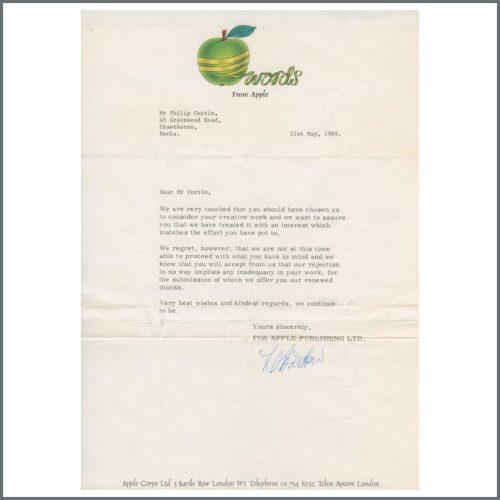 words
From Apple
Mr Philip Curtin,
45 Greenwood Road,
Crawthorne,
Berks.
21st May, 1969.
Dear Mr Curtin,
We are very touched that you should have chosen us
to consider your creative work and we want to assure
you that we have treated it with an interest which
matches the effort you have put in.
We regret, however, that we are not at this time
able to proceed with what you have in mind and we
know that you will accept from us that our rejection
in no way implies any inadequacy in your work, for
the submission of which we offer you our renewed
thanks.
Very best wishes and kindest regards, we continue
to be
Yours sincerely,
FOR APPLE PUBLISHING LTD.
Apple Corps Ltd 3 Savile Row London W1 Telephone 01-734 8232 Telex Apcore London